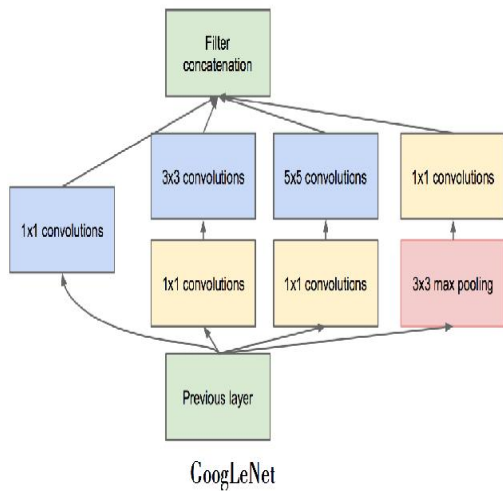 Filter
concatenation
3x3 convolutions
5x5 convolutions
1x1 convolutions
1x1 convolutions
1x1 convolutions
1x1 convolutions
3x3 max pooling
Previous layer
GoogLeNet